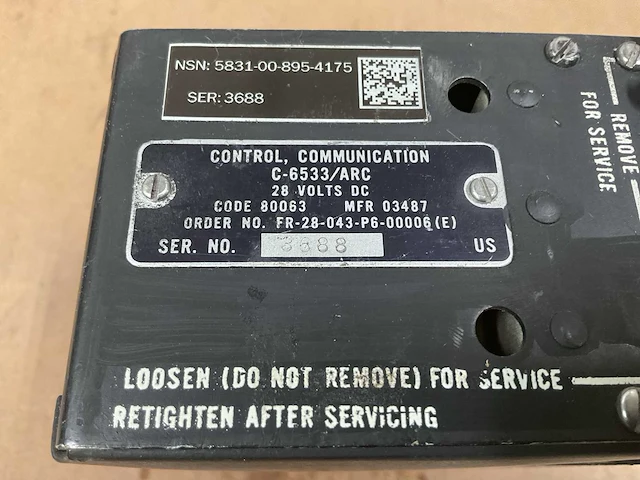 NSN: 5831-00-895-4175
SER: 3688
CONTROL, COMMUNICATION
C-6533/ARC
28 VOLTS DC
CODE 80063 MFR 03487
ORDER NO. FR-28-043-P6-00006(E)
SER. NO. 3688 US
REMOVE
FOR SERVICE
LOOSEN (DO NOT REMOVE) FOR SERVICE
RETIGHTEN AFTER SERVICING